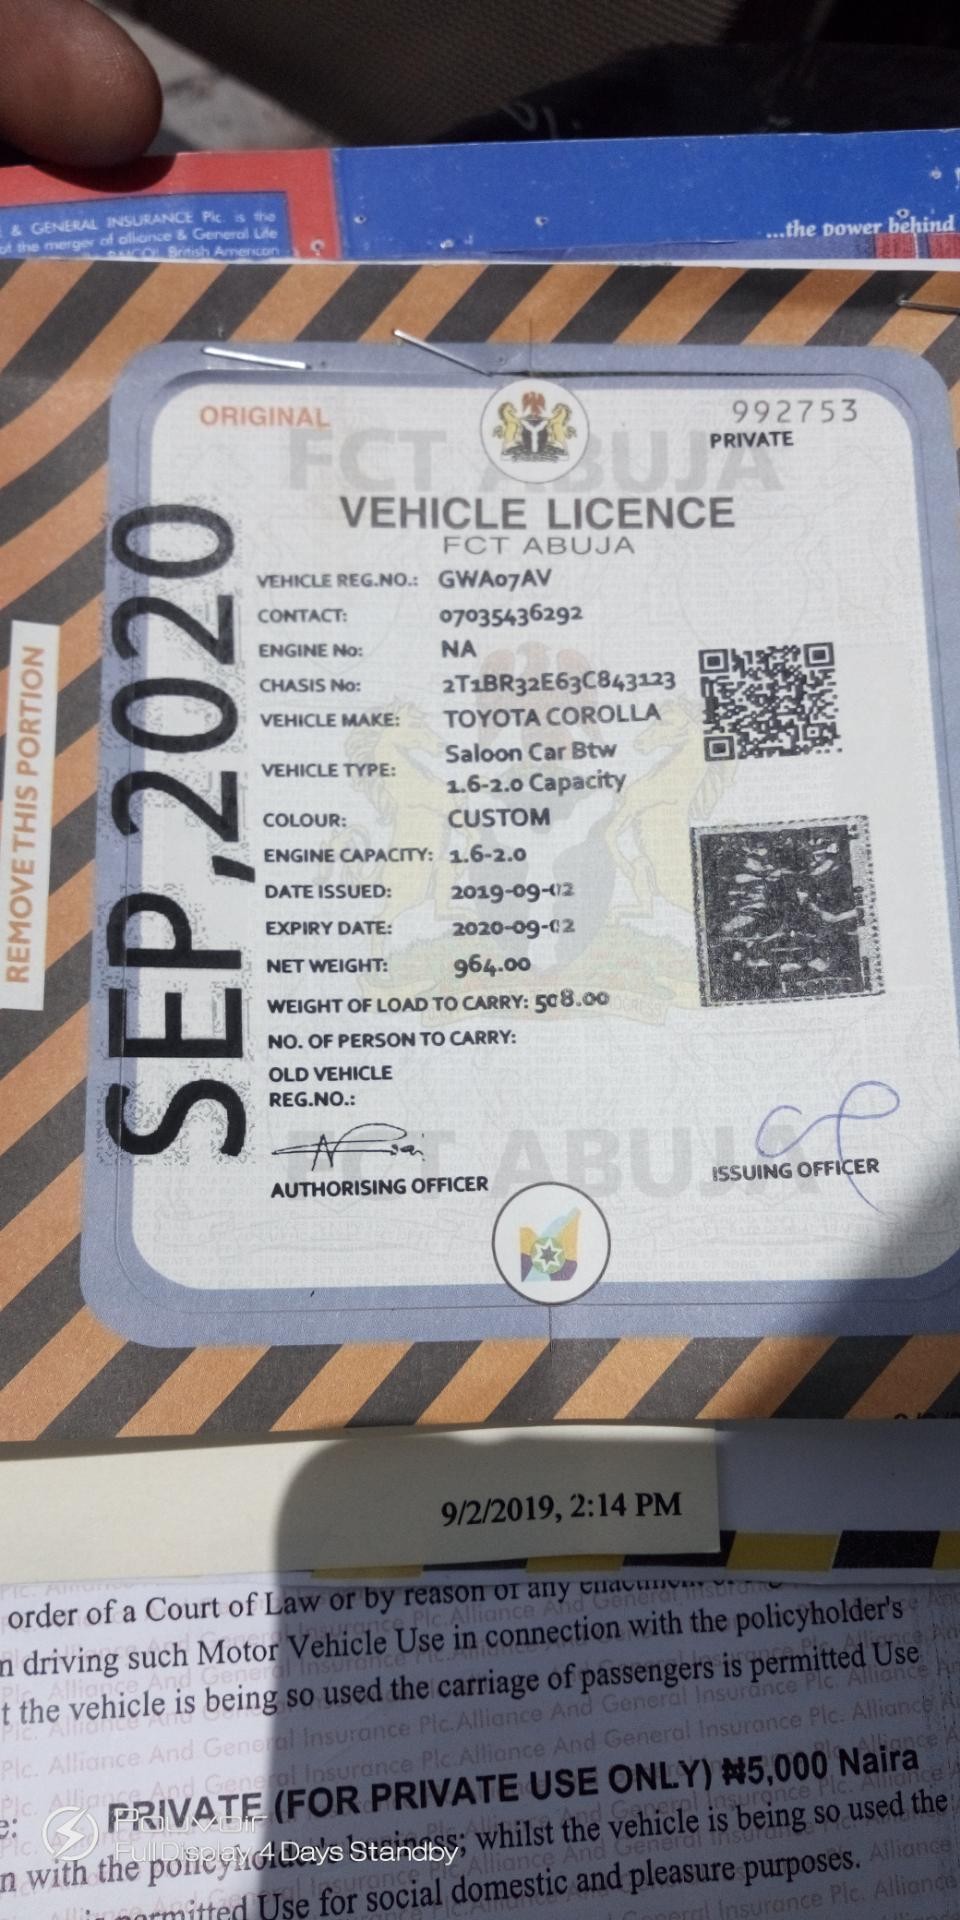 & GENERAL INSURANCE Plc. is the
of the merger of alliance & General Life
British American
...the power behind
ORIGINAL
992753
PRIVATE
FCT ABUJA
VEHICLE LICENCE
FCT ABUJA
VEHICLE REG.NO.: GWA07AV
CONTACT: 07035436292
ENGINE No: NA
CHASIS No: 2T1BR32E63C843123
VEHICLE MAKE: TOYOTA COROLLA
VEHICLE TYPE: Saloon Car Btw
1.6-2.0 Capacity
COLOUR: CUSTOM
ENGINE CAPACITY: 1.6-2.0
DATE ISSUED: 2019-09-02
EXPIRY DATE: 2020-09-02
NET WEIGHT: 964.00
WEIGHT OF LOAD TO CARRY: 508.00
NO. OF PERSON TO CARRY:
OLD VEHICLE
REG.NO.:
FCT ABUJA
AUTHORISING OFFICER
ISSUING OFFICER
SEP,2020
REMOVE THIS PORTION
9/2/2019, 2:14 PM
order of a Court of Law or by reason of any
n driving such Motor Vehicle Use in connection with the policyholder's
t the vehicle is being so used the carriage of passengers is permitted Use
Plc. Alliance And General Insurance Plc. Alliance And General Insurance Plc. Alliance
e: PRIVATE (FOR PRIVATE USE ONLY) ₦5,000 Naira
n with the policyholder's business; whilst the vehicle is being so used the
permitted Use for social domestic and pleasure purposes.
Pouvoir
FullDisplay 4 Days Standby